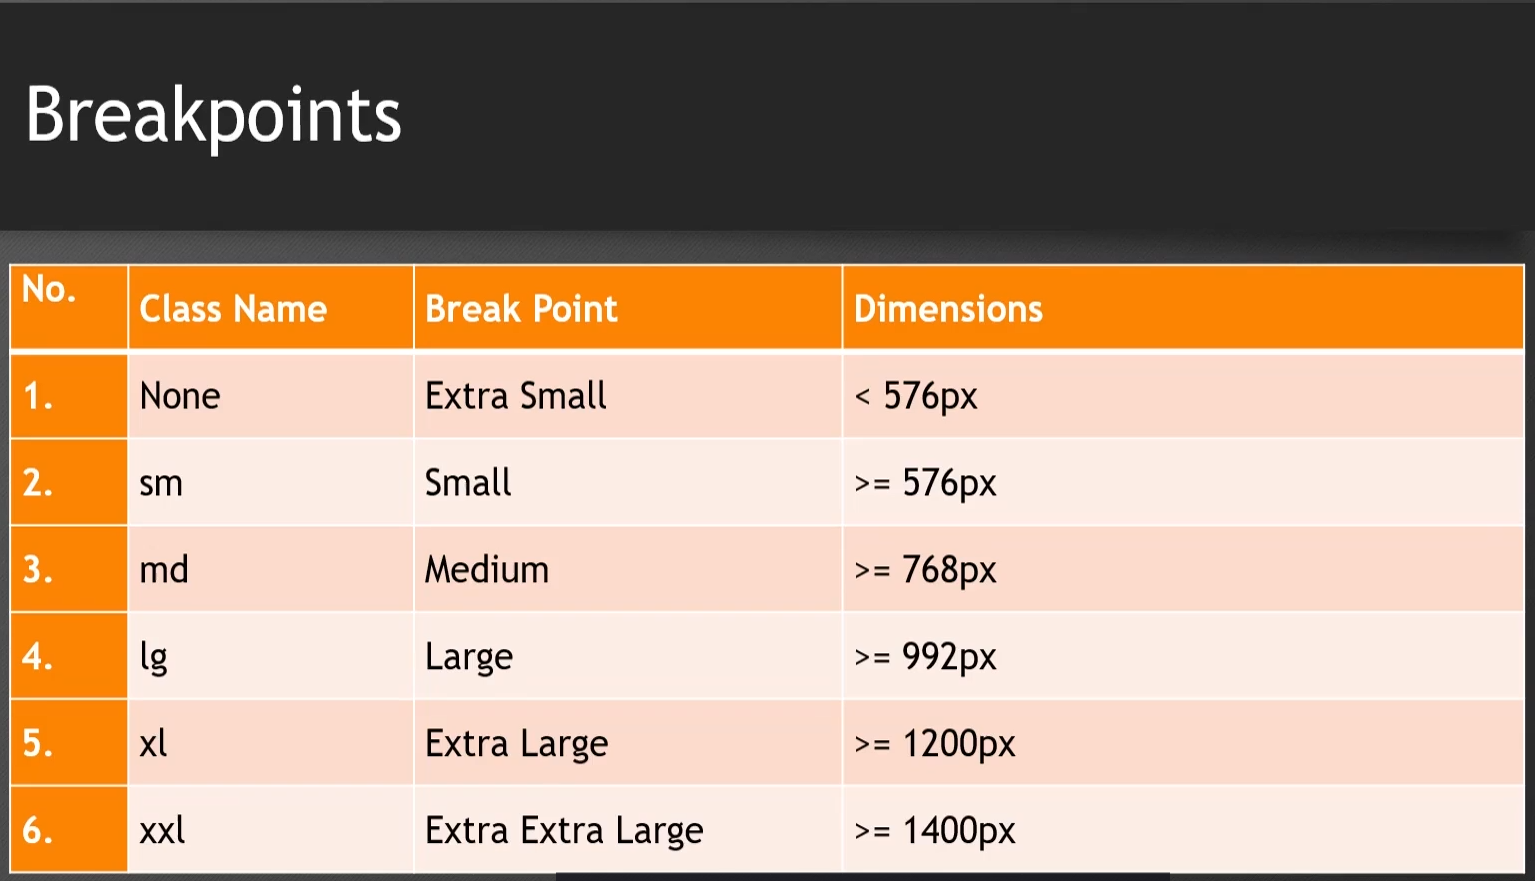 Breakpoints
No. Class Name Break Point Dimensions
1. None Extra Small < 576px
2. sm Small >= 576px
3. md Medium >= 768px
4. lg Large >= 992px
5. xl Extra Large >= 1200px
6. xxl Extra Extra Large >= 1400px